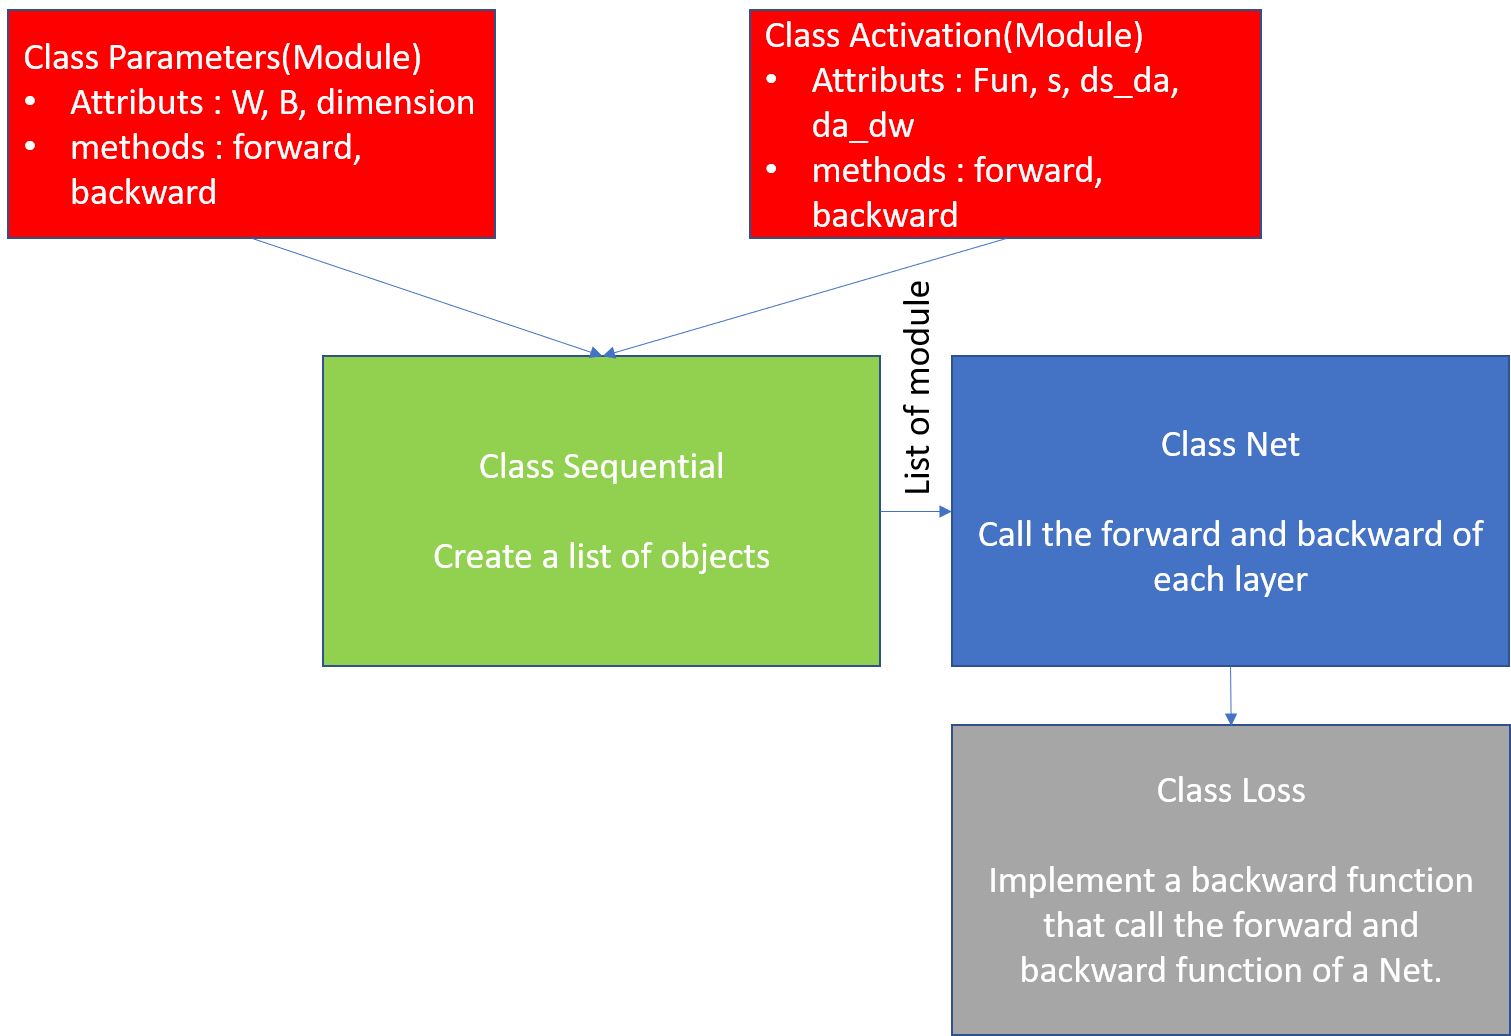 Class Parameters(Module)
• Attributs : W, B, dimension
• methods : forward,
backward
Class Activation(Module)
• Attributs : Fun, s, ds_da,
da_dw
• methods : forward,
backward
List of module
Class Sequential
Create a list of objects
Class Net
Call the forward and backward of
each layer
Class Loss
Implement a backward function
that call the forward and
backward function of a Net.